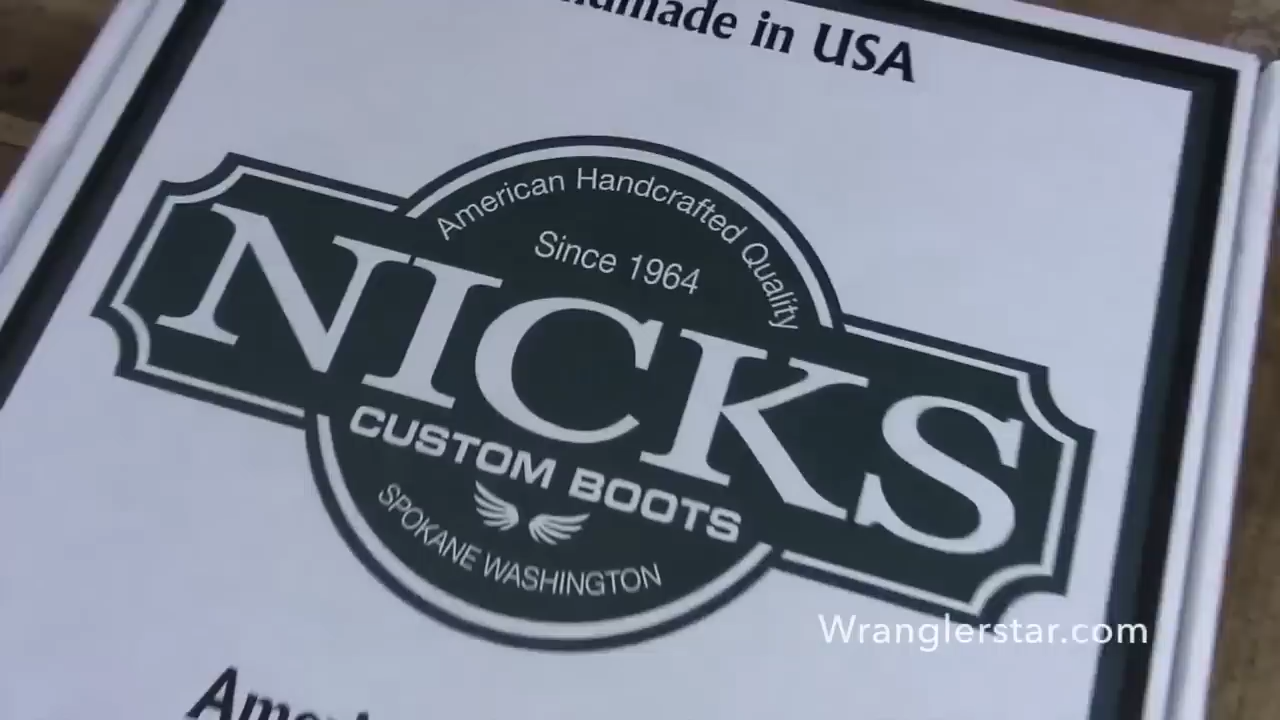 made in USA
American Handcrafted Quality
Since 1964
NICKS
CUSTOM BOOTS
SPOKANE WASHINGTON
Wranglerstar.com